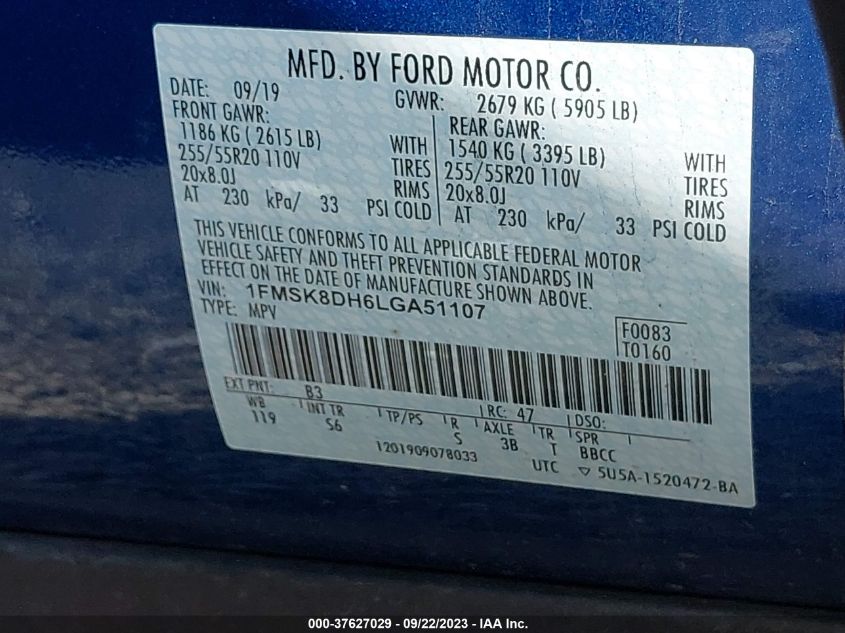 MFD. BY FORD MOTOR CO.
DATE: 09/19 GVWR: 2679 KG ( 5905 LB)
FRONT GAWR: REAR GAWR:
1186 KG ( 2615 LB) WITH 1540 KG ( 3395 LB) WITH
255/55R20 110V TIRES 255/55R20 110V TIRES
20x8.0J RIMS 20x8.0J RIMS
AT 230 kPa/ 33 PSI COLD AT 230 kPa/ 33 PSI COLD
THIS VEHICLE CONFORMS TO ALL APPLICABLE FEDERAL MOTOR
VEHICLE SAFETY AND THEFT PREVENTION STANDARDS IN
EFFECT ON THE DATE OF MANUFACTURE SHOWN ABOVE.
VIN: 1FMSK8DH6LGA51107
TYPE: MPV
F0083
T0160
EXT PNT: B3 RC: 47 DSO:
WB INT TR TP/PS R AXLE TR SPR
119 S6 S 3B T BBCC
1201909078033 UTC ▽ 5U5A-1520472-BA
000-37627029 - 09/22/2023 - IAA Inc.